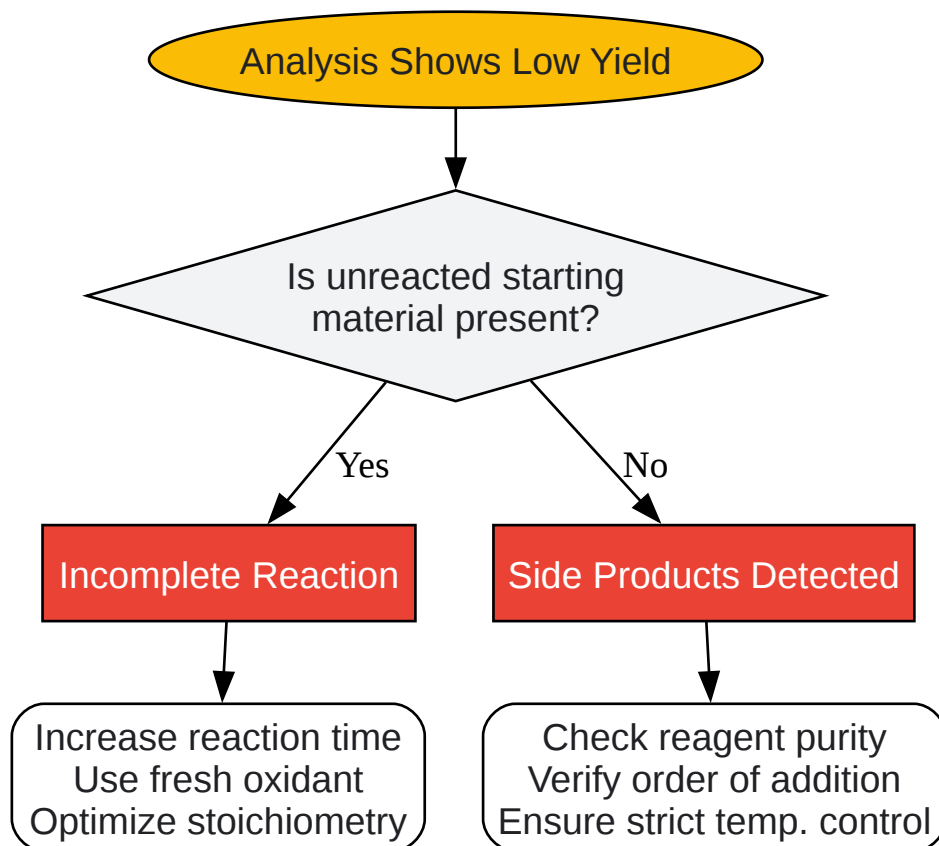 Analysis Shows Low Yield
Is unreacted starting
material present?
Yes
No
Incomplete Reaction
Side Products Detected
Increase reaction time
Use fresh oxidant
Optimize stoichiometry
Check reagent purity
Verify order of addition
Ensure strict temp. control